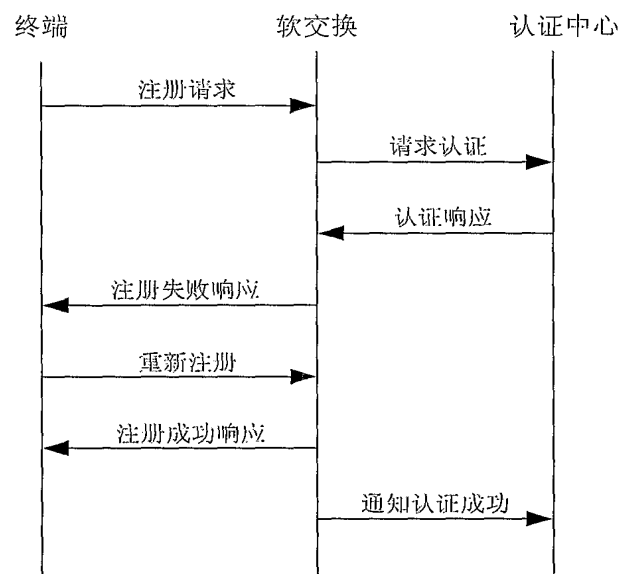 终端 软交换 认证中心
注册请求
请求认证
认证响应
注册失败响应
重新注册
注册成功响应
通知认证成功